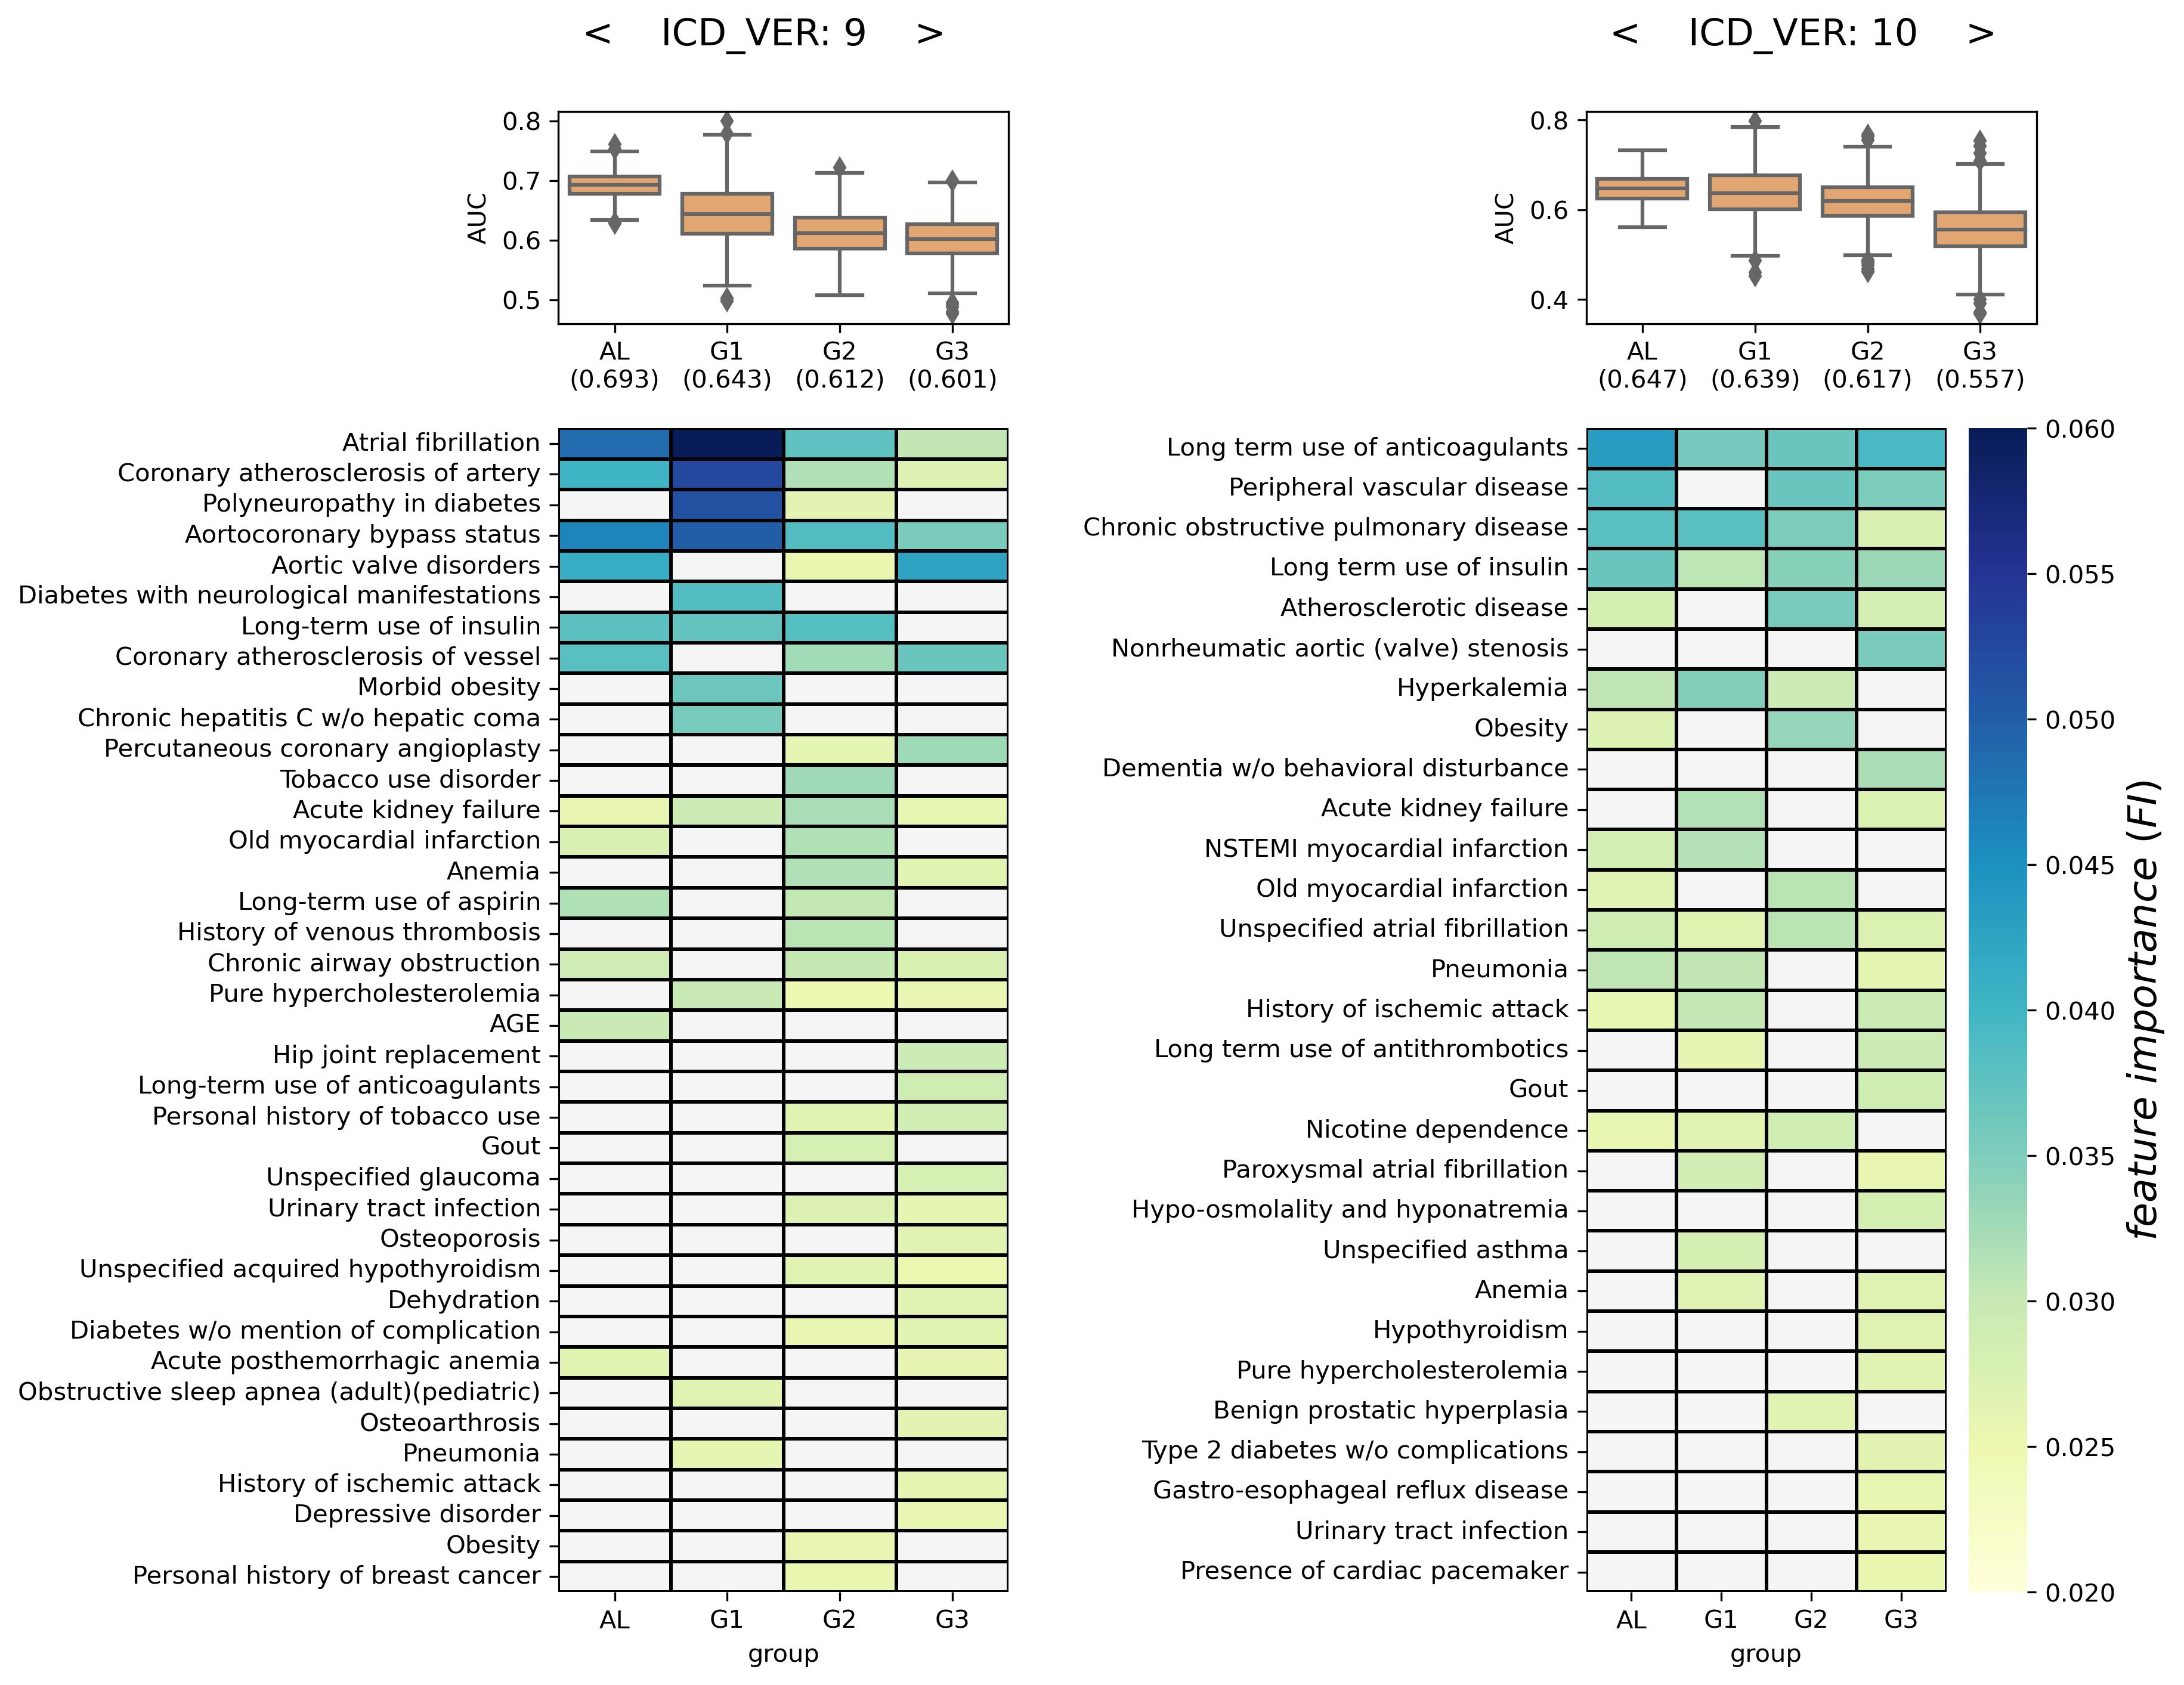 < ICD_VER: 9 >
0.8
0.7
0.6
0.5
AUC
AL
(0.693)
G1
(0.643)
G2
(0.612)
G3
(0.601)
Atrial fibrillation
Coronary atherosclerosis of artery
Polyneuropathy in diabetes
Aortocoronary bypass status
Aortic valve disorders
Diabetes with neurological manifestations
Long-term use of insulin
Coronary atherosclerosis of vessel
Morbid obesity
Chronic hepatitis C w/o hepatic coma
Percutaneous coronary angioplasty
Tobacco use disorder
Acute kidney failure
Old myocardial infarction
Anemia
Long-term use of aspirin
History of venous thrombosis
Chronic airway obstruction
Pure hypercholesterolemia
AGE
Hip joint replacement
Long-term use of anticoagulants
Personal history of tobacco use
Gout
Unspecified glaucoma
Urinary tract infection
Osteoporosis
Unspecified acquired hypothyroidism
Dehydration
Diabetes w/o mention of complication
Acute posthemorrhagic anemia
Obstructive sleep apnea (adult)(pediatric)
Osteoarthrosis
Pneumonia
History of ischemic attack
Depressive disorder
Obesity
Personal history of breast cancer
AL G1 G2 G3
group
< ICD_VER: 10 >
0.8
0.6
0.4
AUC
AL
(0.647)
G1
(0.639)
G2
(0.617)
G3
(0.557)
Long term use of anticoagulants
Peripheral vascular disease
Chronic obstructive pulmonary disease
Long term use of insulin
Atherosclerotic disease
Nonrheumatic aortic (valve) stenosis
Hyperkalemia
Obesity
Dementia w/o behavioral disturbance
Acute kidney failure
NSTEMI myocardial infarction
Old myocardial infarction
Unspecified atrial fibrillation
Pneumonia
History of ischemic attack
Long term use of antithrombotics
Gout
Nicotine dependence
Paroxysmal atrial fibrillation
Hypo-osmolality and hyponatremia
Unspecified asthma
Anemia
Hypothyroidism
Pure hypercholesterolemia
Benign prostatic hyperplasia
Type 2 diabetes w/o complications
Gastro-esophageal reflux disease
Urinary tract infection
Presence of cardiac pacemaker
AL G1 G2 G3
group
0.060
0.055
0.050
0.045
0.040
0.035
0.030
0.025
0.020
feature importance (FI)